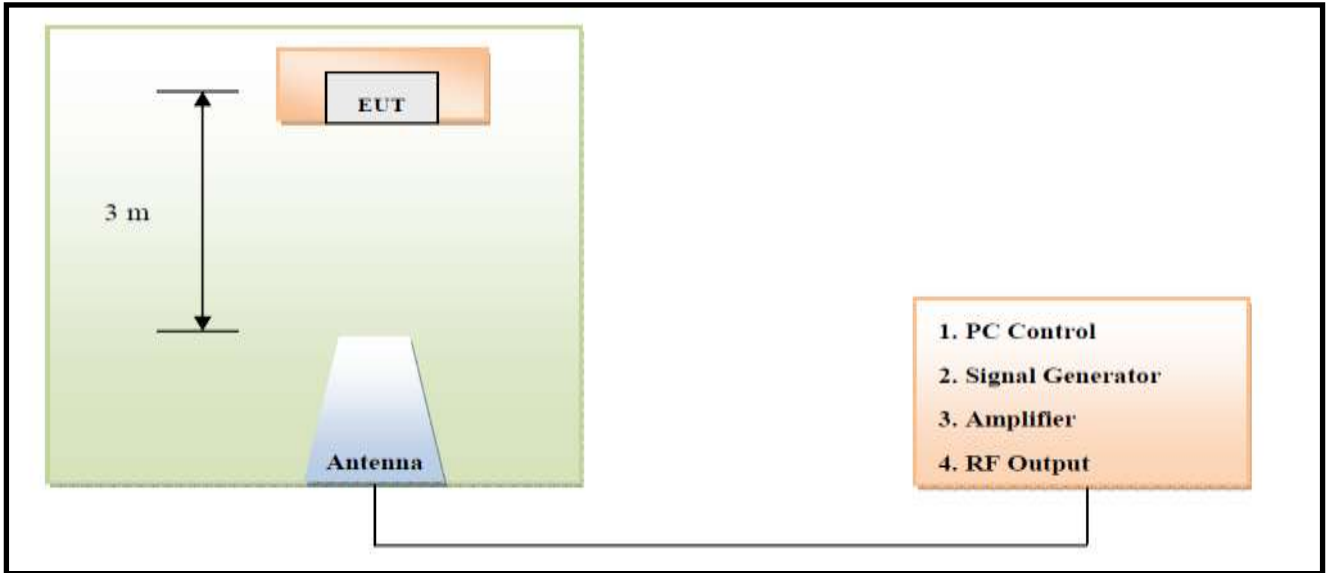 EUT
3 m
Antenna
1. PC Control
2. Signal Generator
3. Amplifier
4. RF Output